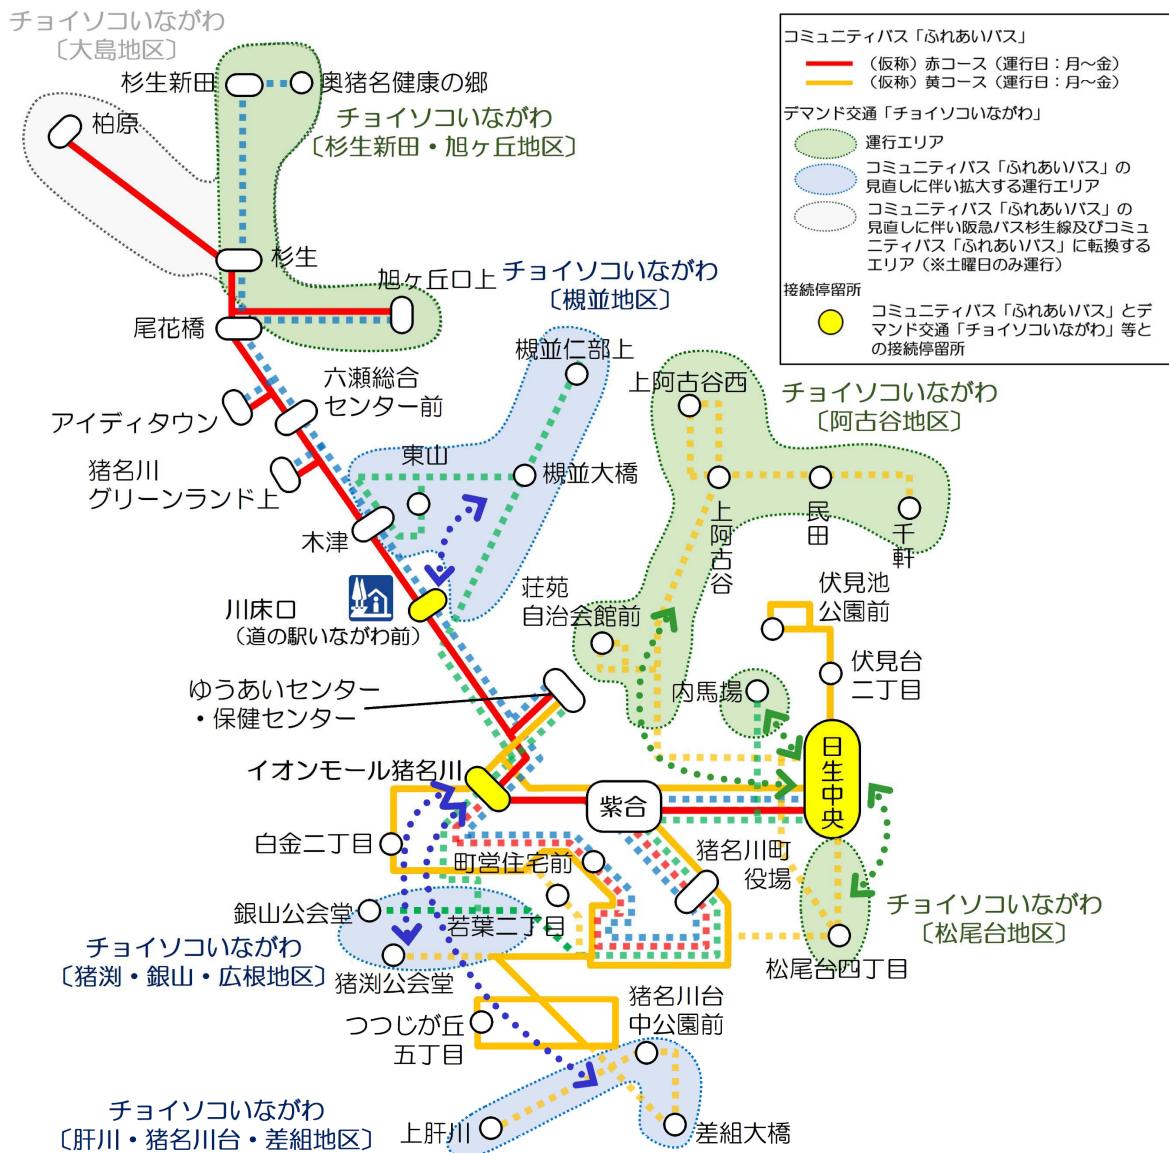 チョイソコいながわ
〔大島地区〕
杉生新田
奥猪名健康の郷
柏原
チョイソコいながわ
〔杉生新田・旭ヶ丘地区〕
杉生
旭ヶ丘口上
尾花橋
チョイソコいながわ
〔槻並地区〕
槻並仁部上
六瀬総合
センター前
アイディタウン
東山
槻並大橋
猪名川
グリーンランド上
木津
川床口
（道の駅いながわ前）
上阿古谷西
チョイソコいながわ
〔阿古谷地区〕
上阿古谷
民田
千軒
荘苑
自治会館前
伏見池
公園前
伏見台
二丁目
内馬場
ゆうあいセンター
・保健センター
日生中央
イオンモール猪名川
紫合
白金二丁目
町営住宅前
猪名川町
役場
銀山公会堂
若葉二丁目
チョイソコいながわ
〔松尾台地区〕
チョイソコいながわ
〔猪渕・銀山・広根地区〕
猪渕公会堂
松尾台四丁目
つつじが丘
五丁目
猪名川台
中公園前
チョイソコいながわ
〔肝川・猪名川台・差組地区〕
上肝川
差組大橋
コミュニティバス「ふれあいバス」
（仮称）赤コース（運行日：月〜金）
（仮称）黄コース（運行日：月〜金）
デマンド交通「チョイソコいながわ」
運行エリア
コミュニティバス「ふれあいバス」の
見直しに伴い拡大する運行エリア
コミュニティバス「ふれあいバス」の
見直しに伴い阪急バス杉生線及びコミュ
ニティバス「ふれあいバス」に転換する
エリア（※土曜日のみ運行）
接続停留所
コミュニティバス「ふれあいバス」とデ
マンド交通「チョイソコいながわ」等と
の接続停留所